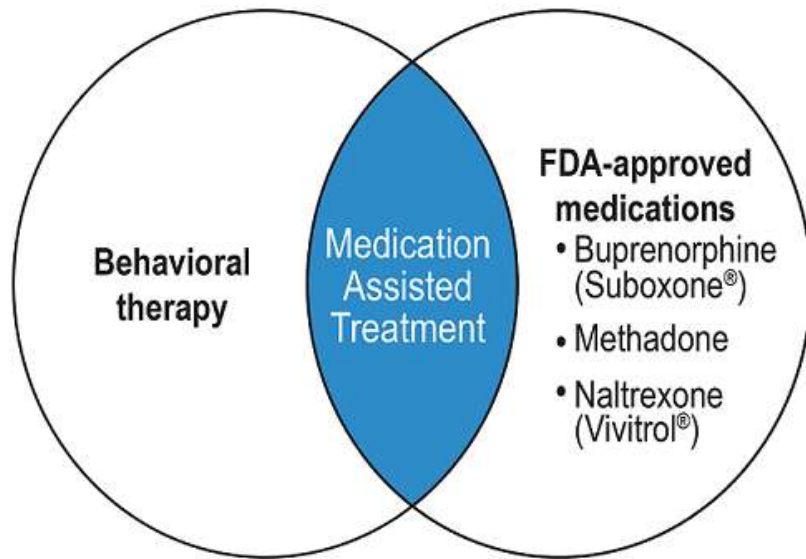 Behavioral
therapy
Medication
Assisted
Treatment
FDA-approved
medications
• Buprenorphine
(Suboxone®)
• Methadone
• Naltrexone
(Vivitrol®)